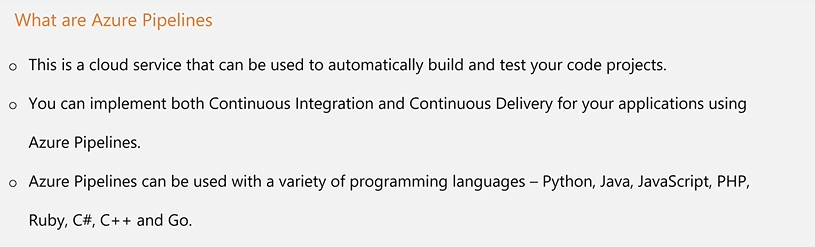 What are Azure Pipelines
o This is a cloud service that can be used to automatically build and test your code projects.
o You can implement both Continuous Integration and Continuous Delivery for your applications using
Azure Pipelines.
o Azure Pipelines can be used with a variety of programming languages – Python, Java, JavaScript, PHP,
Ruby, C#, C++ and Go.